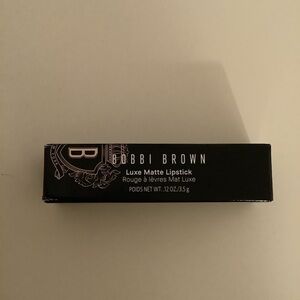 B
BOBBI BROWN
Luxe Matte Lipstick
Rouge à lèvres Mat Luxe
POIDS NET WT. .12 OZ/3.5 g